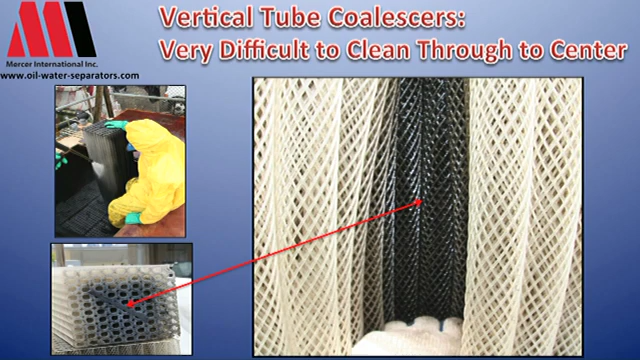 Vertical Tube Coalescers:
Very Difficult to Clean Through to Center
Mercer International Inc.
www.oil-water-separators.com